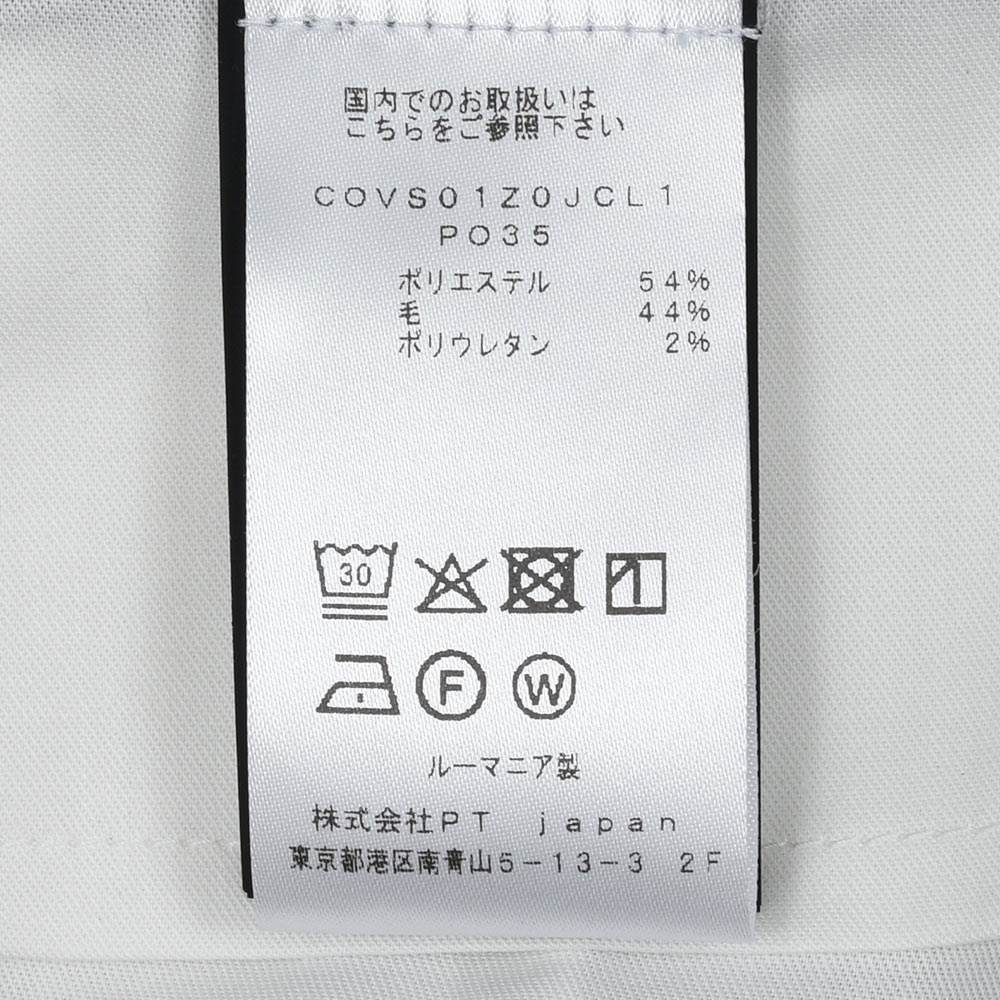 国内でのお取扱いは
こちらをご参照下さい
COVS01Z0JCL1
PO35
ポリエステル 54%
毛 44%
ポリウレタン 2%
30
F W
ルーマニア製
株式会社PT japan
東京都港区南青山5-13-3 2F